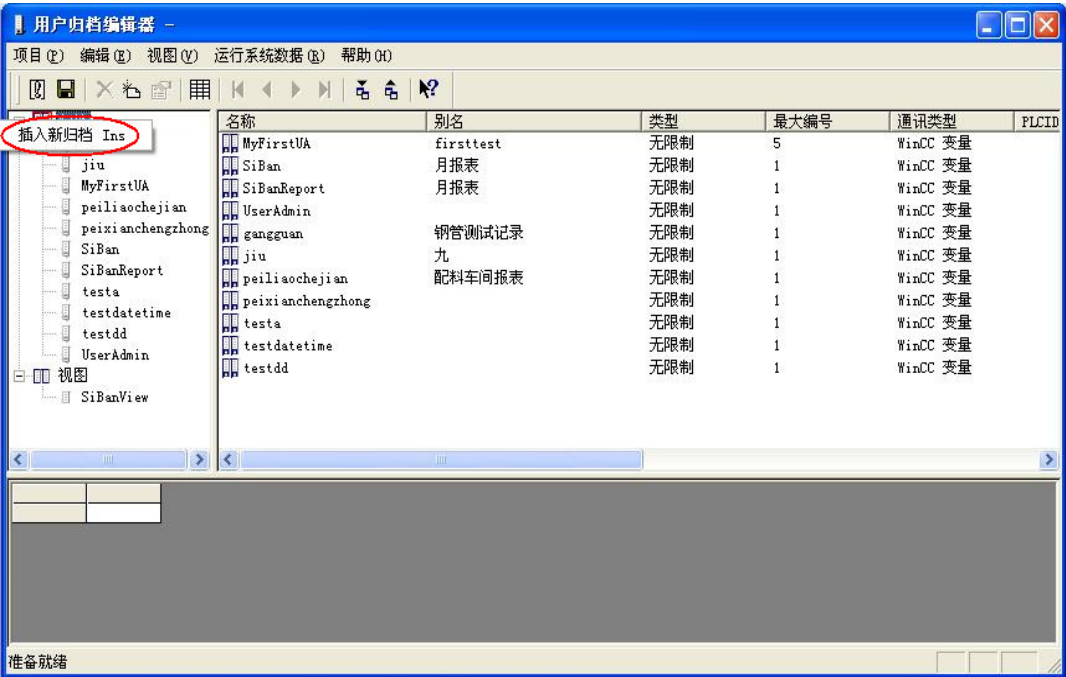 用户归档编辑器 -
项目(P) 编辑(E) 视图(V) 运行系统数据(R) 帮助(H)
插入新归档 Ins
jiu
MyFirstUA
peiliaochejian
peixianchengzhong
SiBan
SiBanReport
testa
testdatetime
testdd
UserAdmin
视图
SiBanView
名称 别名 类型 最大编号 通讯类型 PLCID
MyFirstUA firsttest 无限制 5 WinCC 变量
SiBan 月报表 无限制 1 WinCC 变量
SiBanReport 月报表 无限制 1 WinCC 变量
UserAdmin 无限制 1 WinCC 变量
gangguan 钢管测试记录 无限制 1 WinCC 变量
jiu 九 无限制 1 WinCC 变量
peiliaochejian 配料车间报表 无限制 1 WinCC 变量
peixianchengzhong 无限制 1 WinCC 变量
testa 无限制 1 WinCC 变量
testdatetime 无限制 1 WinCC 变量
testdd 无限制 1 WinCC 变量
准备就绪